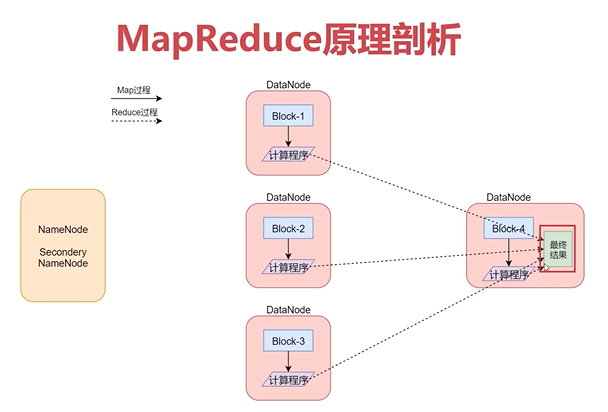 MapReduce原理剖析
Map过程
Reduce过程
DataNode
Block-1
计算程序
NameNode
Secondery
NameNode
DataNode
Block-2
计算程序
DataNode
Block-3
计算程序
DataNode
Block-4
计算程序
最终
结果